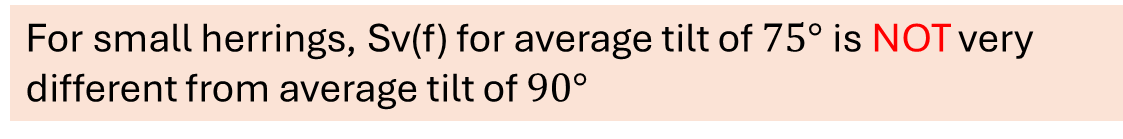 For small herrings, Sv(f) for average tilt of 75° is NOT very
different from average tilt of 90°